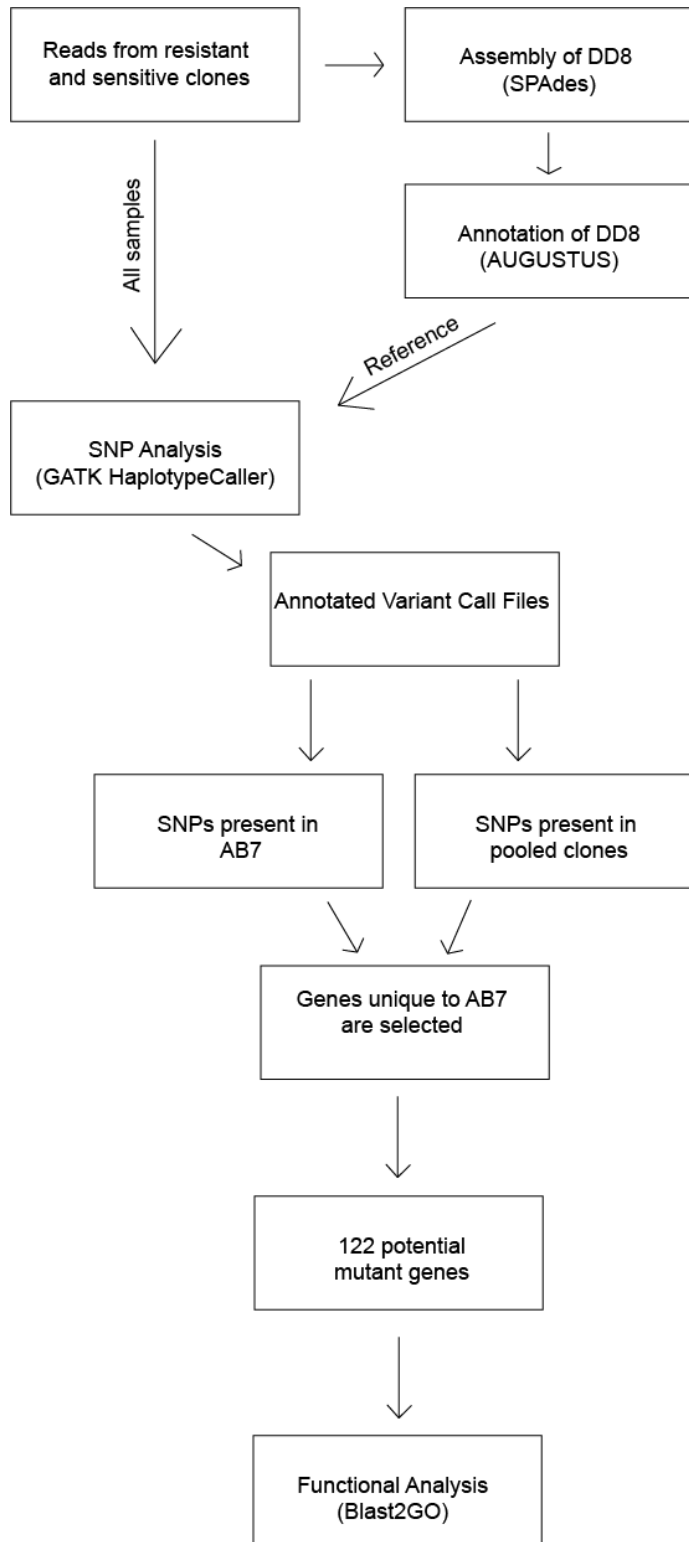 Reads from resistant
and sensitive clones
Assembly of DD8
(SPAdes)
Annotation of DD8
(AUGUSTUS)
All samples
Reference
SNP Analysis
(GATK HaplotypeCaller)
Annotated Variant Call Files
SNPs present in
AB7
SNPs present in
pooled clones
Genes unique to AB7
are selected
122 potential
mutant genes
Functional Analysis
(Blast2GO)